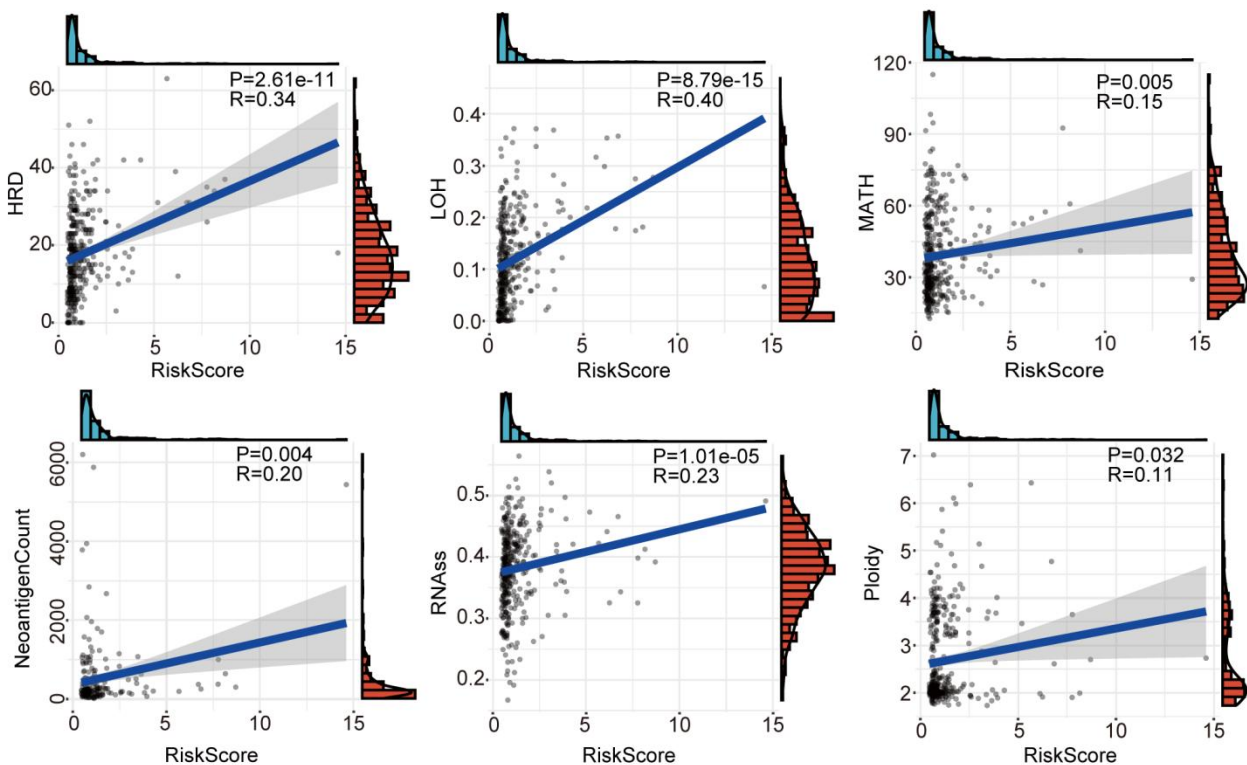 P=2.61e-11
R=0.34
60
40
20
0
HRD
0
5
10
15
RiskScore
P=8.79e-15
R=0.40
0.4
0.3
0.2
0.1
0.0
LOH
0
5
10
15
RiskScore
P=0.005
R=0.15
120
90
60
30
MATH
0
5
10
15
RiskScore
P=0.004
R=0.20
6000
4000
2000
0
NeoantigenCount
0
5
10
15
RiskScore
P=1.01e-05
R=0.23
0.5
0.4
0.3
0.2
RNAss
0
5
10
15
RiskScore
P=0.032
R=0.11
7
6
5
4
3
2
Ploidy
0
5
10
15
RiskScore